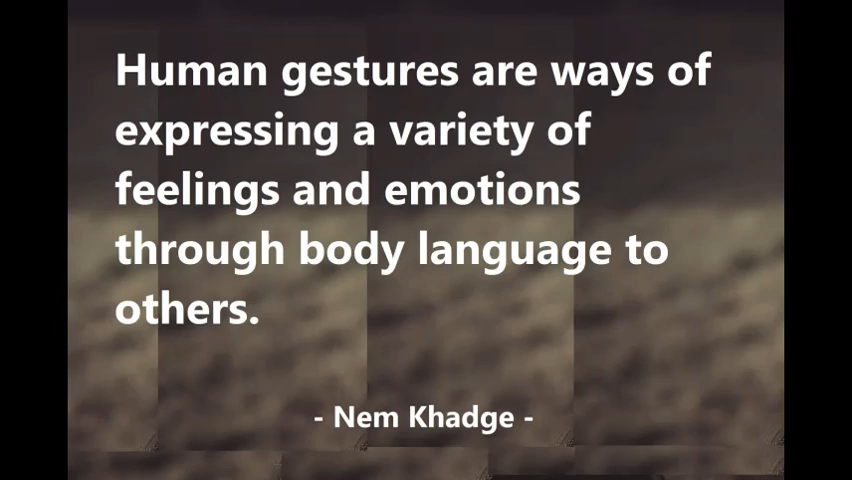 Human gestures are ways of
expressing a variety of
feelings and emotions
through body language to
others.
- Nem Khadge -